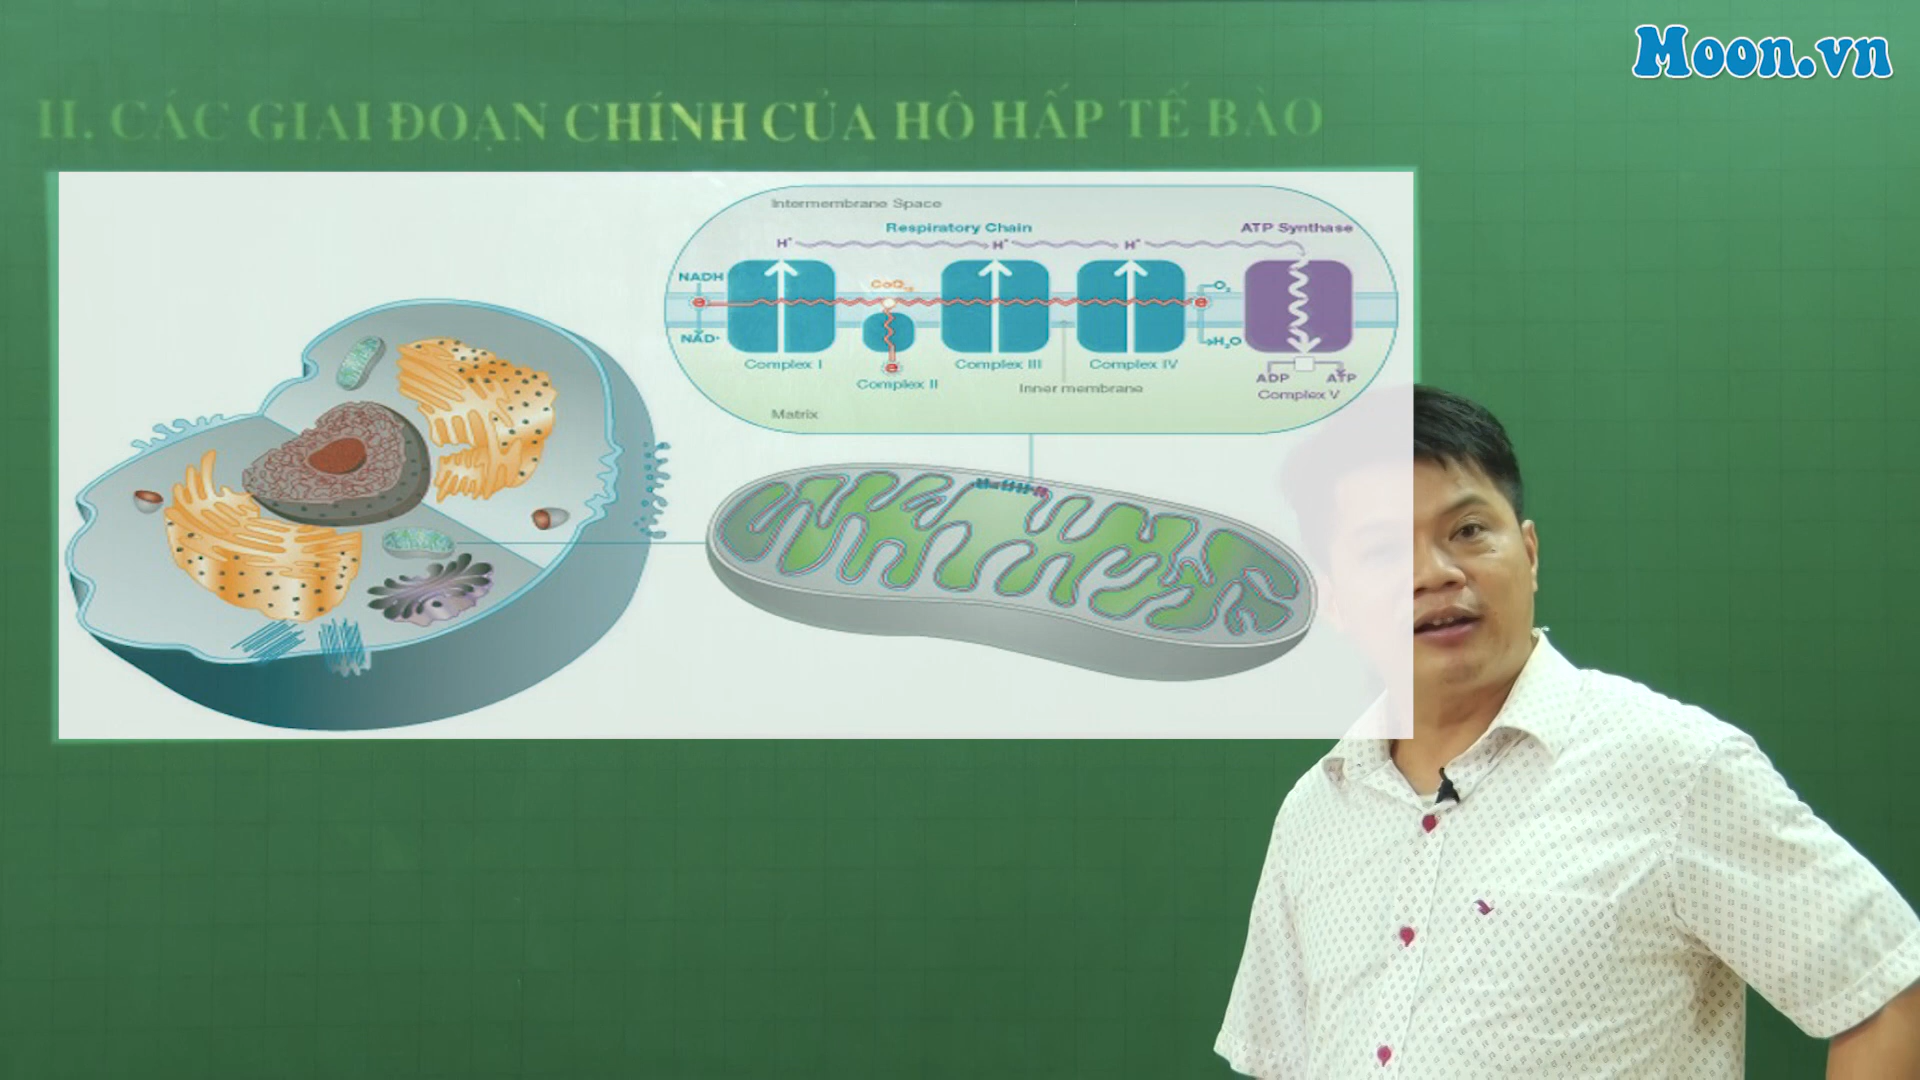 Moon.vn
II. CÁC GIAI ĐOẠN CHÍNH CỦA HÔ HẤP TẾ BÀO
Intermembrane Space
Respiratory Chain
ATP Synthase
H⁺ H⁺ H⁺
NADH
CoQ₁₀
e e O₂
NAD⁺
H₂O
Complex I
e
Complex III
Complex IV
ADP ATP
Complex II
Inner membrane
Complex V
Matrix